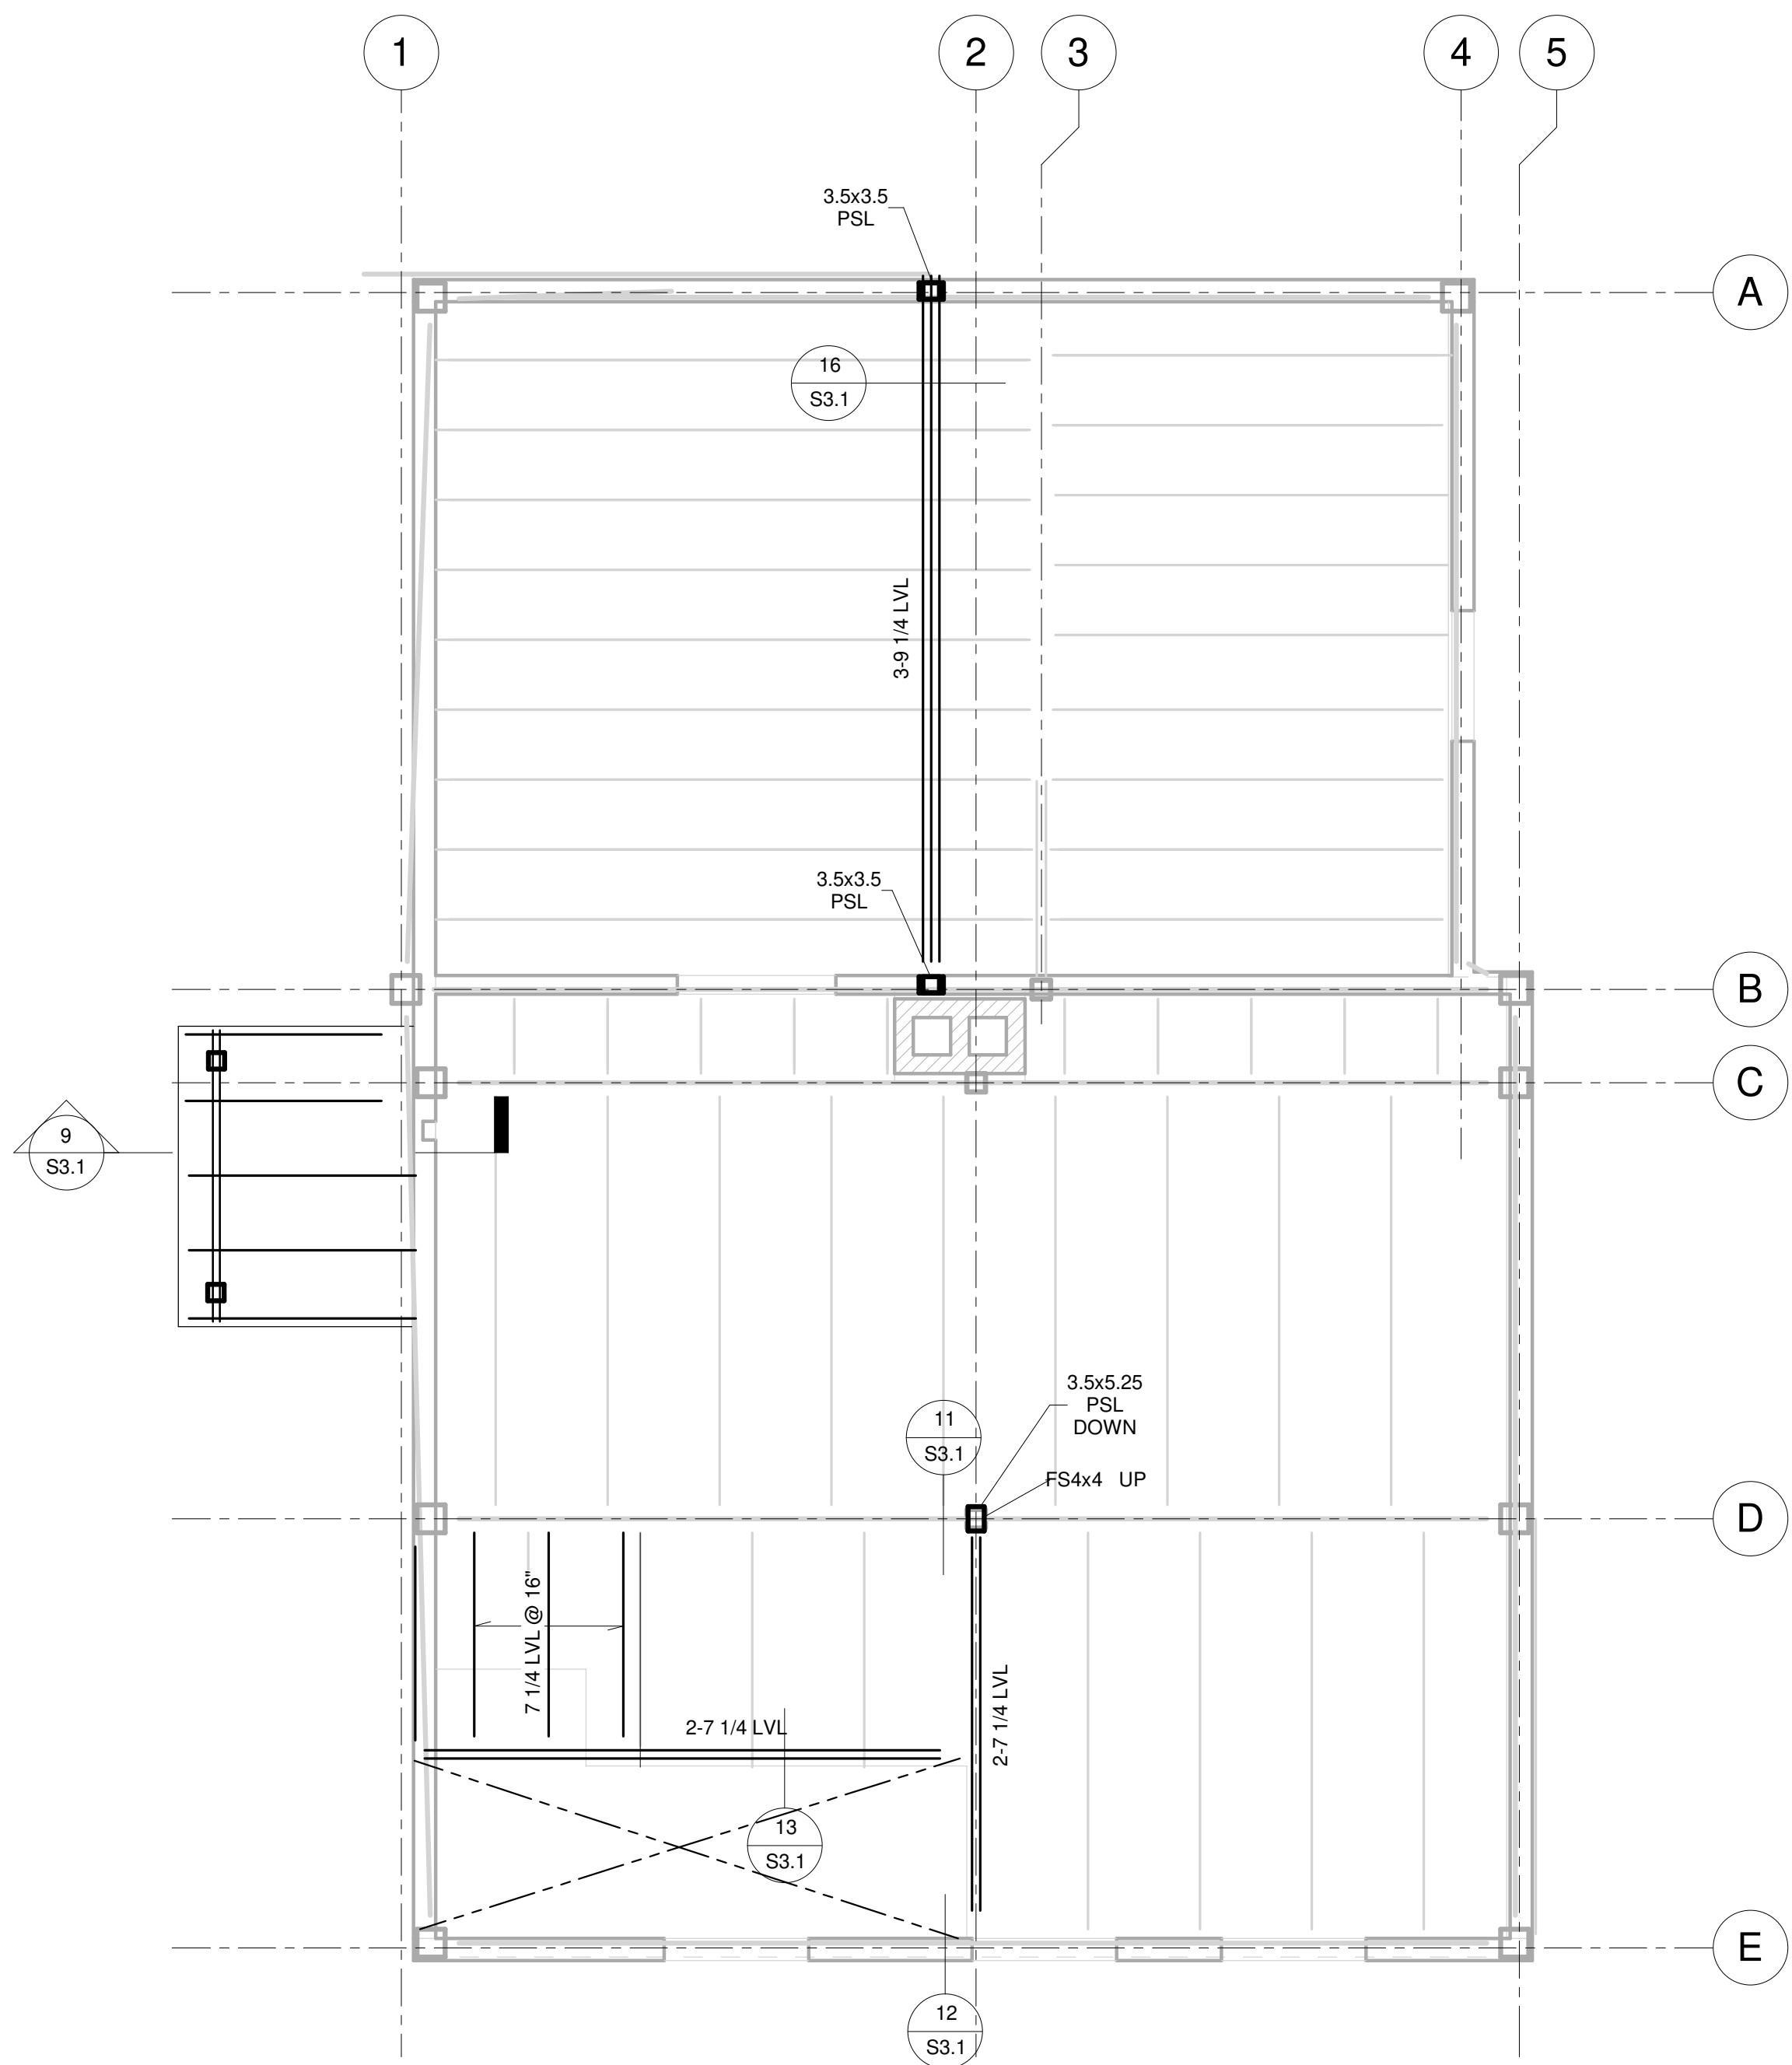 1
2
3
4
5
3.5x3.5
PSL
A
16
S3.1
3-9 1/4 LVL
3.5x3.5
PSL
B
C
9
S3.1
3.5x5.25
PSL
DOWN
11
S3.1
FS4x4 UP
D
7 1/4 LVL @ 16"
2-7 1/4 LVL
2-7 1/4 LVL
13
S3.1
E
12
S3.1